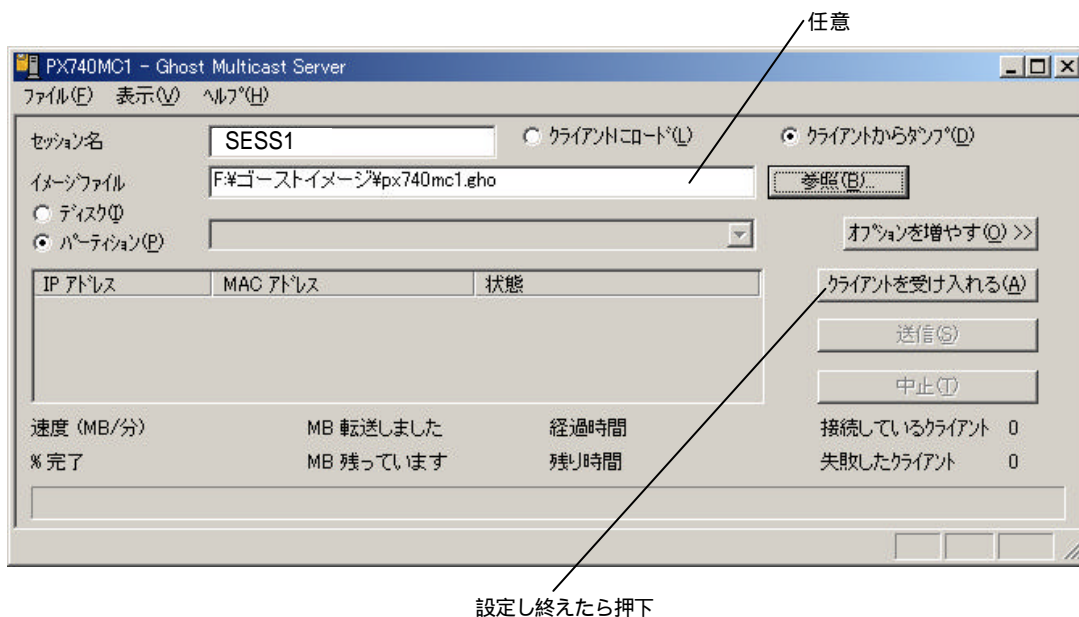 任意
PX740MC1 - Ghost Multicast Server
ファイル(F) 表示(V) ヘルプ(H)
セッション名 SESS1 クライアントにロード(L) クライアントからダンプ(D)
イメージファイル F:¥ゴーストイメージ¥px740mc1.gho 参照(B)...
ディスク(I)
パーティション(P) オプションを増やす(O) >>
IP アドレス MAC アドレス 状態 クライアントを受け入れる(A)
送信(S)
中止(T)
速度 (MB/分) MB 転送しました 経過時間 接続しているクライアント 0
% 完了 MB 残っています 残り時間 失敗したクライアント 0
設定し終えたら押下